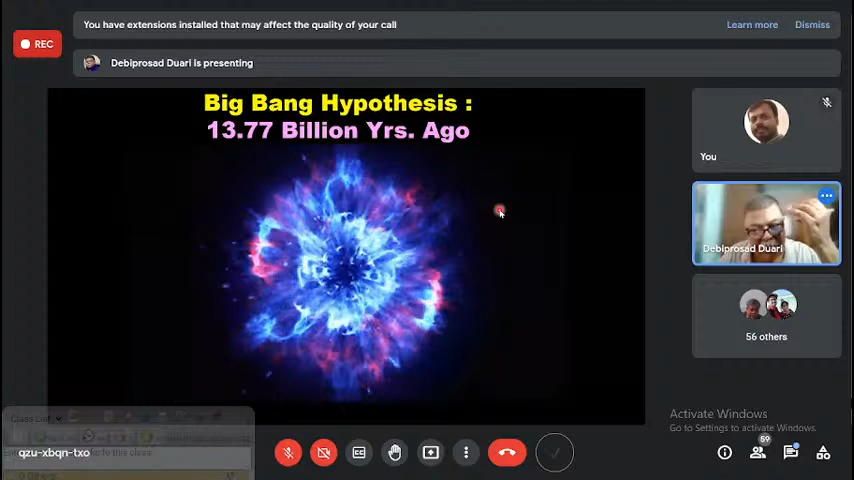 You have extensions installed that may affect the quality of your call
Learn more
Dismiss
REC
Debiprosad Duari is presenting
Big Bang Hypothesis :
13.77 Billion Yrs. Ago
You
Debiprosad Duari
56 others
Activate Windows
Go to Settings to activate Windows.
Class List
qzu-xbqn-txo
59